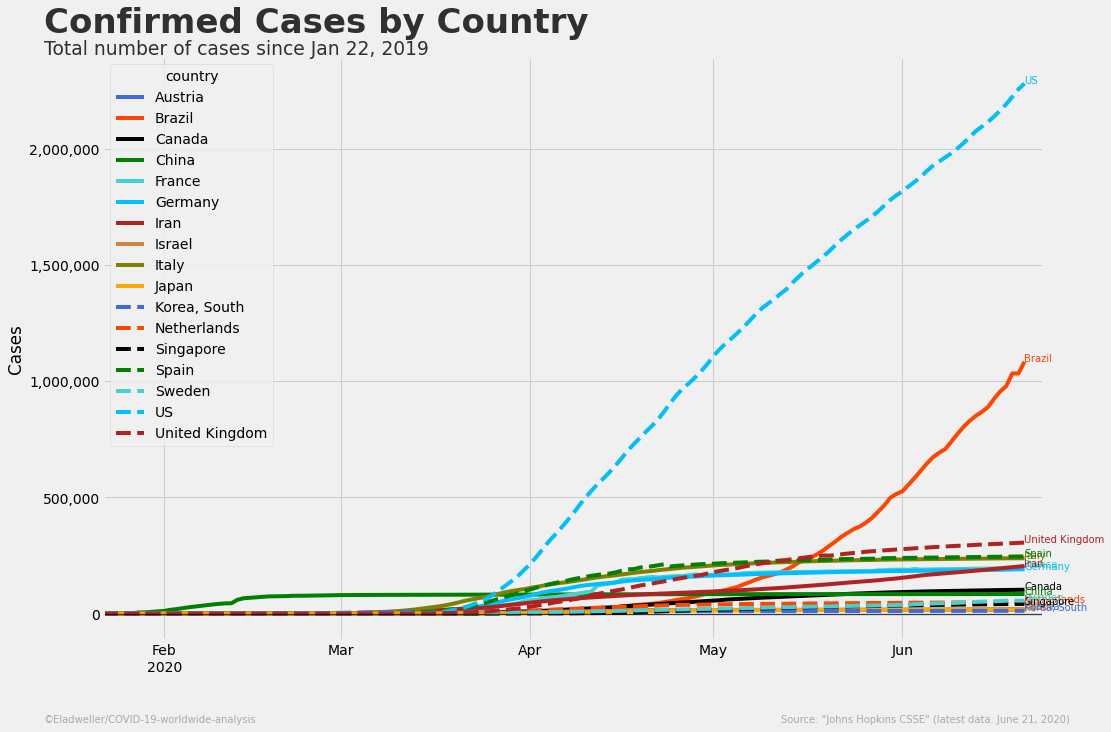 Confirmed Cases by Country
Total number of cases since Jan 22, 2019
country
Austria
Brazil
Canada
China
France
Germany
Iran
Israel
Italy
Japan
Korea, South
Netherlands
Singapore
Spain
Sweden
US
United Kingdom
Cases
2,000,000
1,500,000
1,000,000
500,000
0
US
Brazil
United Kingdom
Spain
Italy
Iran
Germany
Canada
China
Netherlands
Singapore
Korea, South
Feb
2020
Mar
Apr
May
Jun
©Eladweller/COVID-19-worldwide-analysis
Source: "Johns Hopkins CSSE" (latest data: June 21, 2020)